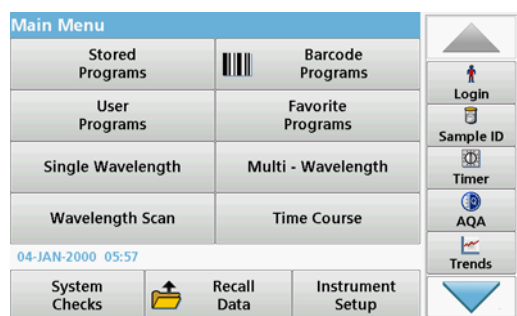 Main Menu
Stored
Programs
Barcode
Programs
User
Programs
Favorite
Programs
Single Wavelength
Multi - Wavelength
Wavelength Scan
Time Course
04-JAN-2000 05:57
System
Checks
Recall
Data
Instrument
Setup
Login
Sample ID
Timer
AQA
Trends